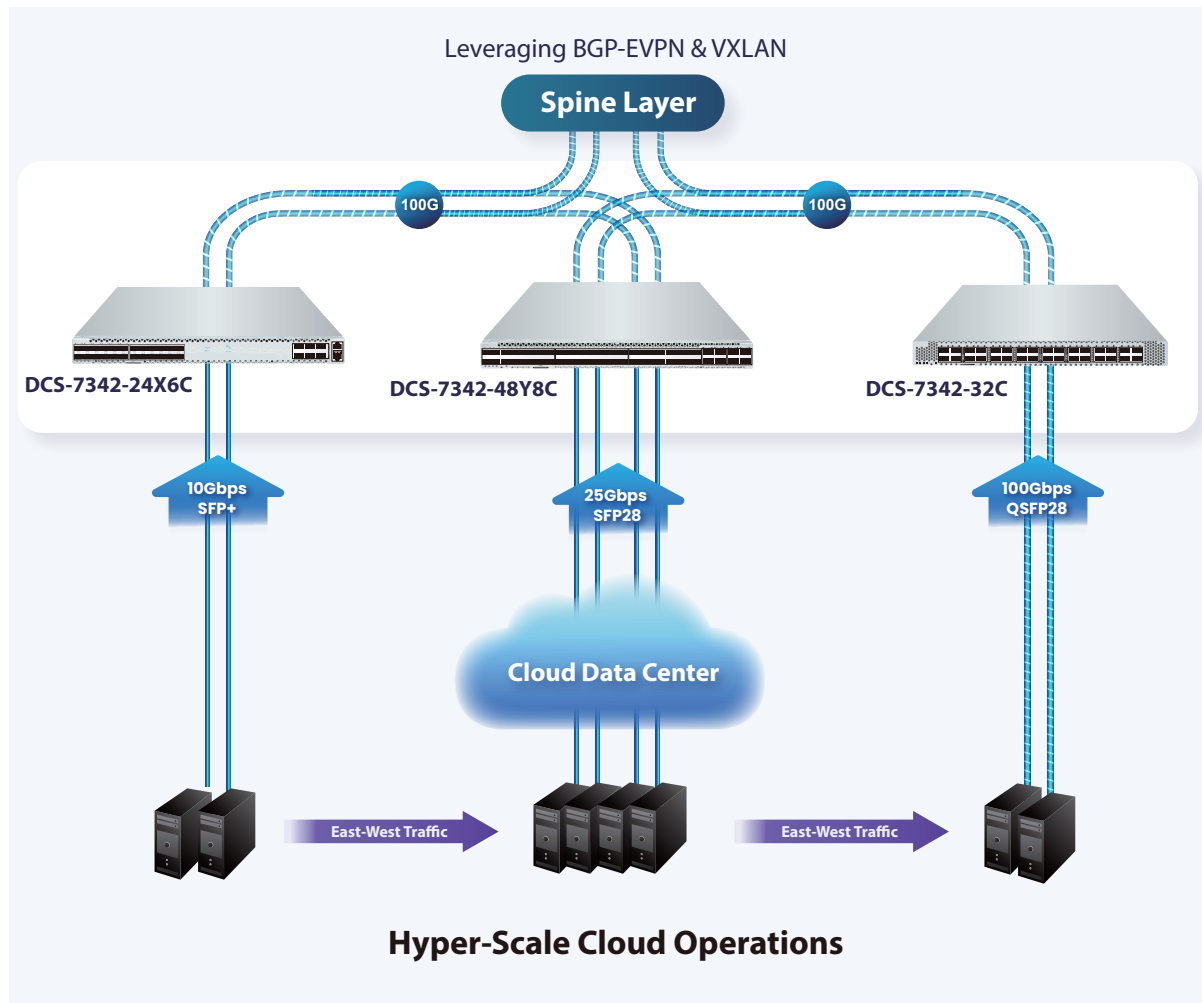 Leveraging BGP-EVPN & VXLAN
Spine Layer
100G
100G
DCS-7342-24X6C
DCS-7342-48Y8C
DCS-7342-32C
10Gbps
SFP+
25Gbps
SFP28
100Gbps
QSFP28
Cloud Data Center
East-West Traffic
East-West Traffic
Hyper-Scale Cloud Operations